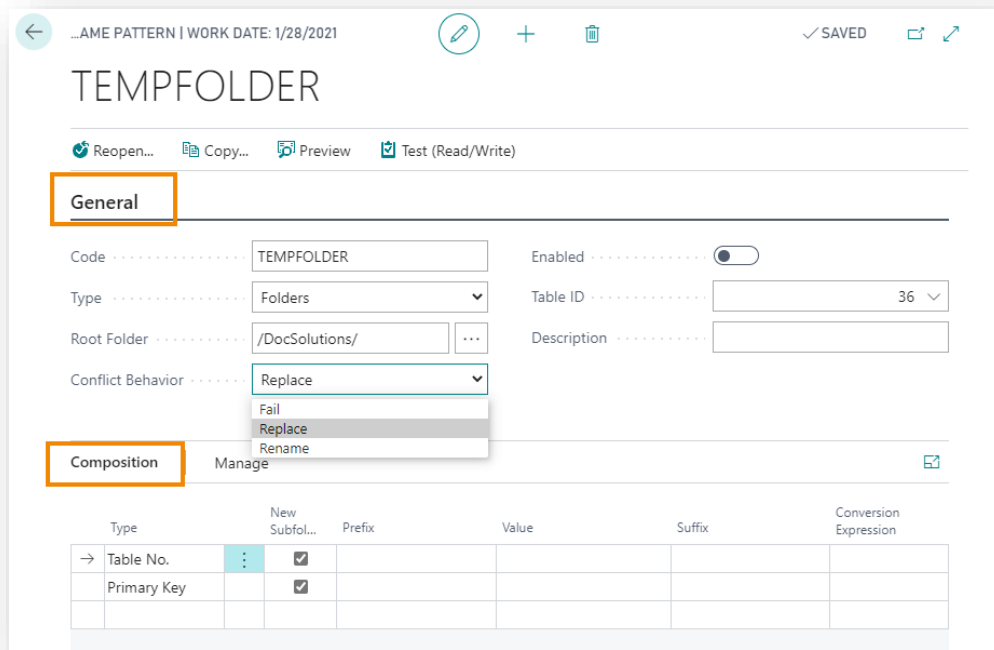 ...AME PATTERN | WORK DATE: 1/28/2021
SAVED
TEMPFOLDER
Reopen... Copy... Preview Test (Read/Write)
General
Code TEMPFOLDER
Enabled
Type Folders
Table ID 36
Root Folder /DocSolutions/ ...
Description
Conflict Behavior Replace
Fail
Replace
Rename
Composition Manage
Type New Subfol... Prefix Value Suffix Conversion Expression
Table No.
Primary Key